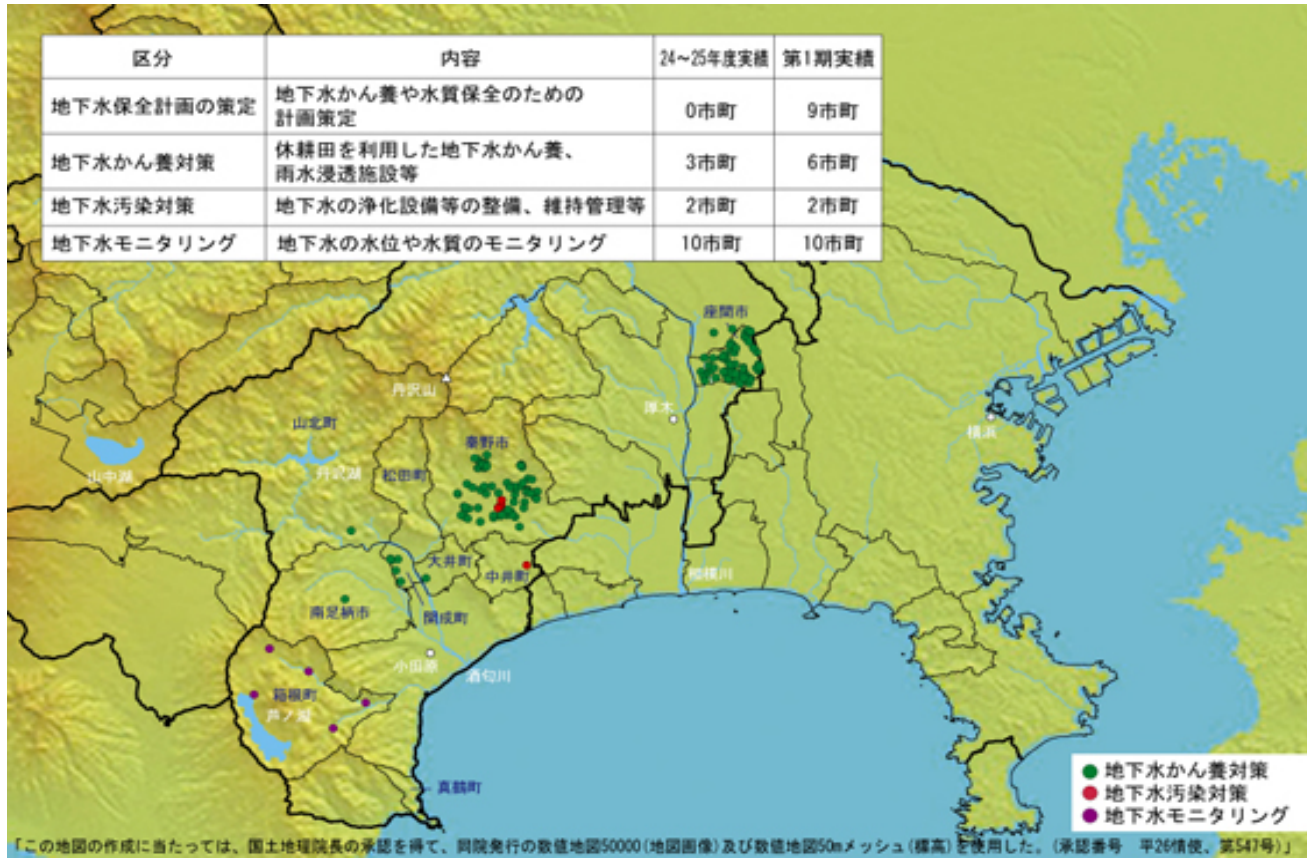 区分 内容 24～25年度実績 第1期実績
地下水保全計画の策定 地下水かん養や水質保全のための
計画策定 0市町 9市町
地下水かん養対策 休耕田を利用した地下水かん養、
雨水浸透施設等 3市町 6市町
地下水汚染対策 地下水の浄化設備等の整備、維持管理等 2市町 2市町
地下水モニタリング 地下水の水位や水質のモニタリング 10市町 10市町
座間市
丹沢山
厚木
山北町
秦野市
横浜
山中湖
丹沢湖
松田町
大井町
中井町
相模川
南足柄市
開成町
小田原
酒匂川
箱根町
芦ノ湖
真鶴町
地下水かん養対策
地下水汚染対策
地下水モニタリング
「この地図の作成に当たっては、国土地理院長の承認を得て、同院発行の数値地図50000(地図画像)及び数値地図50mメッシュ(標高)を使用した。(承認番号 平26情使、第547号)」